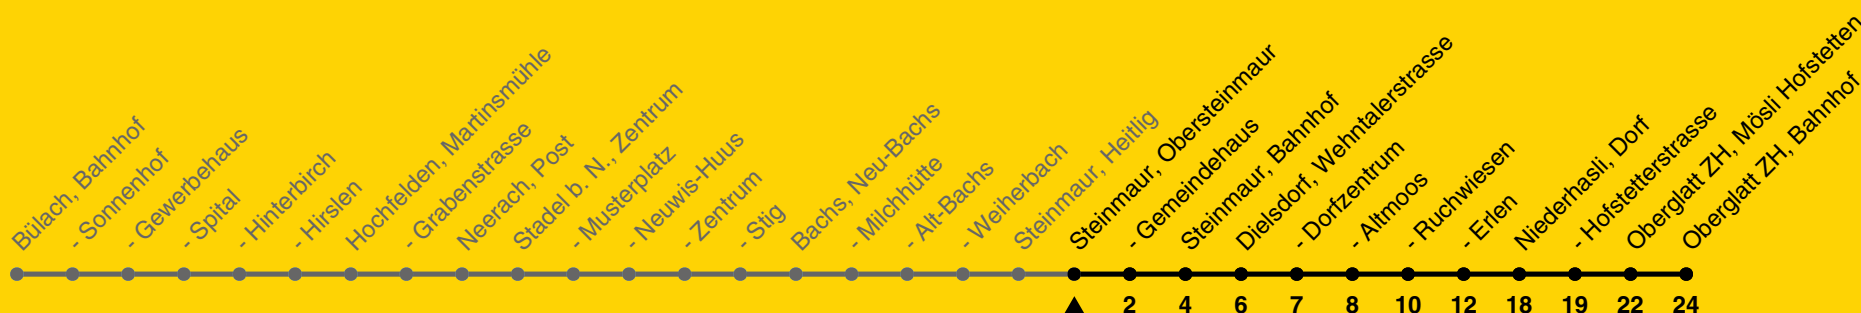 Bülach, Bahnhof
- Sonnenhof
- Gewerbehaus
- Spital
- Hinterbirch
- Hirslen
Hochfelden, Martinsmühle
- Grabenstrasse
Neerach, Post
Stadel b. N., Zentrum
- Musterplatz
- Neuwis-Huus
- Zentrum
- Stig
Bachs, Neu-Bachs
- Milchhütte
- Alt-Bachs
- Weiherbach
Steinmaur, Heitlig
Steinmaur, Obersteinmaur
- Gemeindehaus
Steinmaur, Bahnhof
Dielsdorf, Wehntalerstrasse
- Dorfzentrum
- Altmoos
- Ruchwiesen
- Erlen
Niederhasli, Dorf
- Hofstetterstrasse
Oberglatt ZH, Mösli Hofstetten
Oberglatt ZH, Bahnhof
2 4 6 7 8 10 12 18 19 22 24